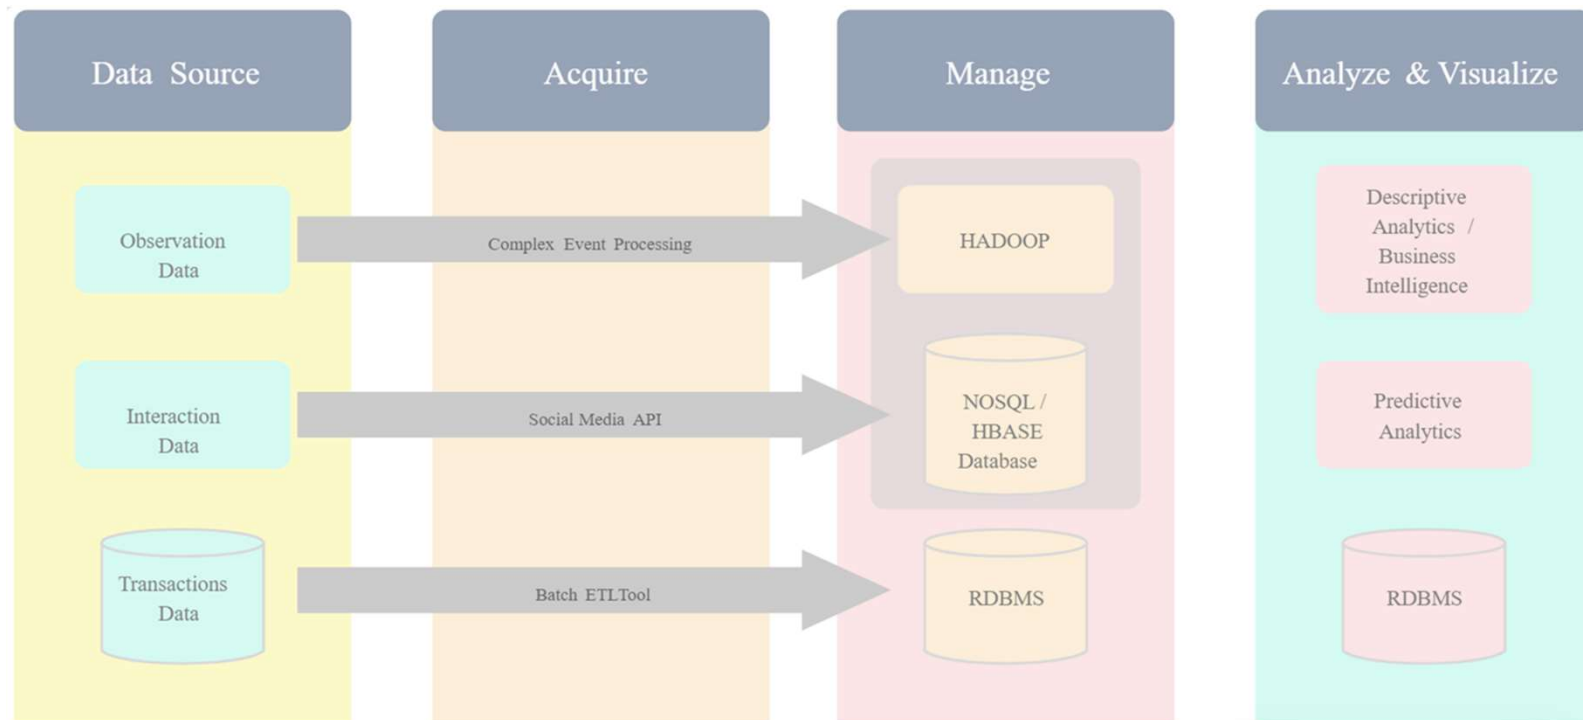 Data Source
Acquire
Manage
Analyze & Visualize
Observation
Data
Complex Event Processing
HADOOP
Descriptive
Analytics /
Business
Intelligence
Interaction
Data
Social Media API
NOSQL /
HBASE
Database
Predictive
Analytics
Transactions
Data
Batch ETLTool
RDBMS
RDBMS